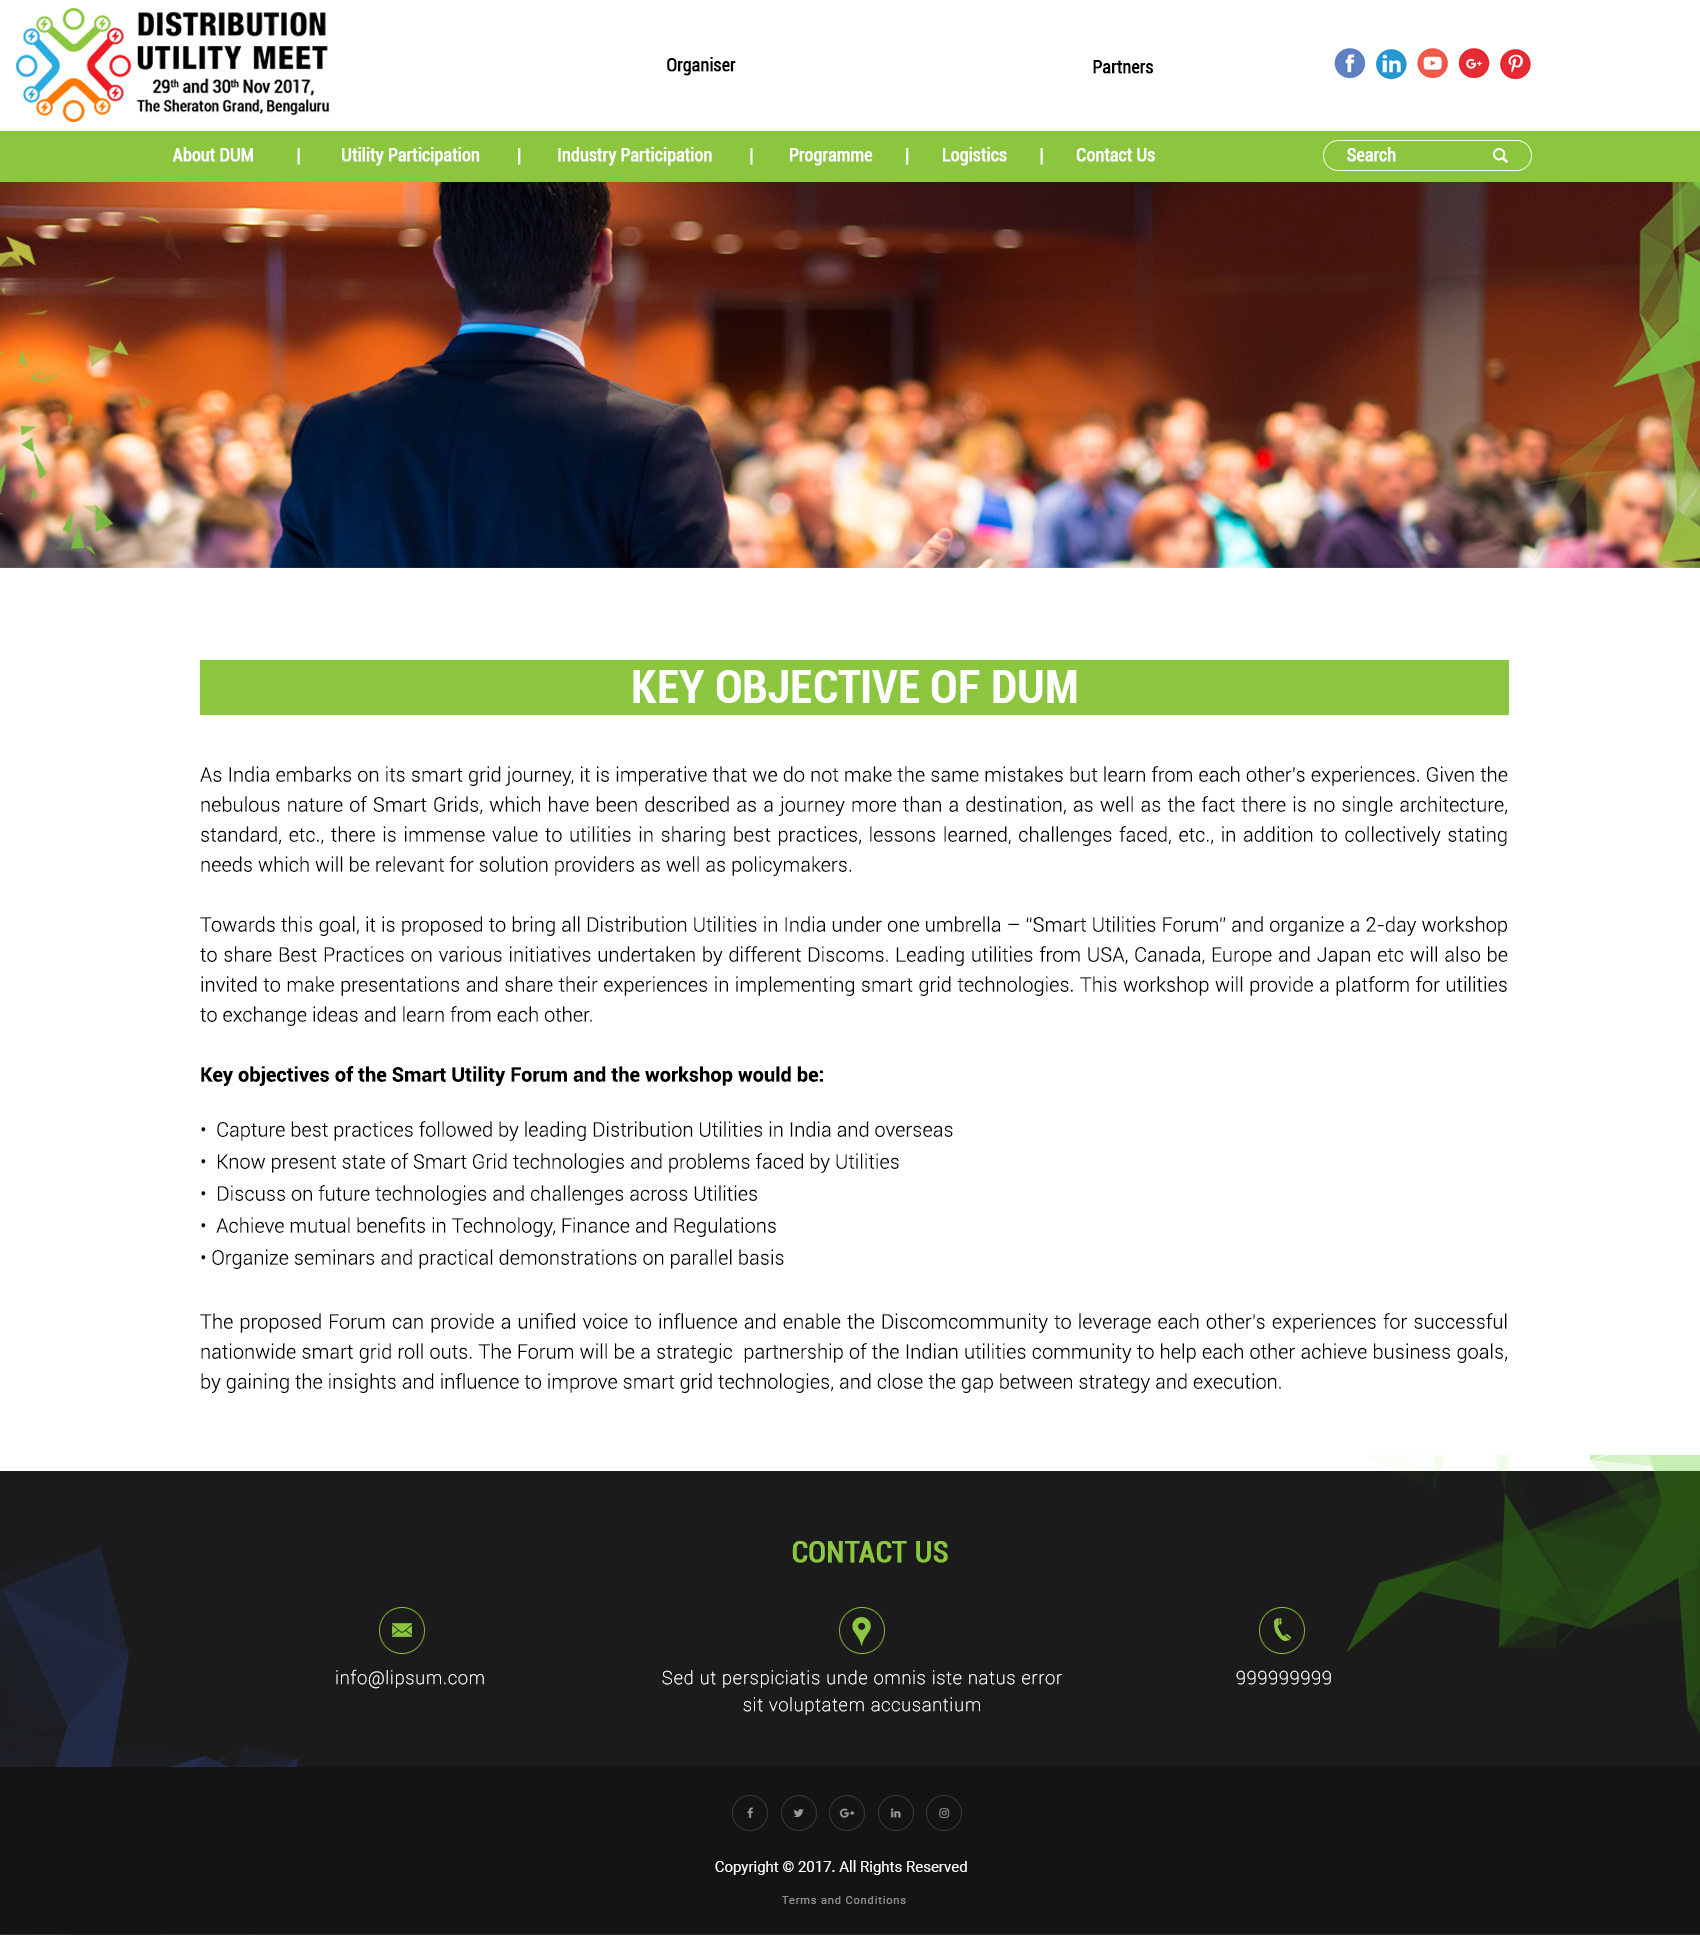 DISTRIBUTION
UTILITY MEET
29th and 30th Nov 2017,
The Sheraton Grand, Bengaluru
Organiser
Partners
About DUM | Utility Participation | Industry Participation | Programme | Logistics | Contact Us
Search
KEY OBJECTIVE OF DUM
As India embarks on its smart grid journey, it is imperative that we do not make the same mistakes but learn from each other's experiences. Given the
nebulous nature of Smart Grids, which have been described as a journey more than a destination, as well as the fact there is no single architecture,
standard, etc., there is immense value to utilities in sharing best practices, lessons learned, challenges faced, etc., in addition to collectively stating
needs which will be relevant for solution providers as well as policymakers.
Towards this goal, it is proposed to bring all Distribution Utilities in India under one umbrella – “Smart Utilities Forum” and organize a 2-day workshop
to share Best Practices on various initiatives undertaken by different Discoms. Leading utilities from USA, Canada, Europe and Japan etc will also be
invited to make presentations and share their experiences in implementing smart grid technologies. This workshop will provide a platform for utilities
to exchange ideas and learn from each other.
Key objectives of the Smart Utility Forum and the workshop would be:
• Capture best practices followed by leading Distribution Utilities in India and overseas
• Know present state of Smart Grid technologies and problems faced by Utilities
• Discuss on future technologies and challenges across Utilities
• Achieve mutual benefits in Technology, Finance and Regulations
• Organize seminars and practical demonstrations on parallel basis
The proposed Forum can provide a unified voice to influence and enable the Discomcommunity to leverage each other's experiences for successful
nationwide smart grid roll outs. The Forum will be a strategic partnership of the Indian utilities community to help each other achieve business goals,
by gaining the insights and influence to improve smart grid technologies, and close the gap between strategy and execution.
CONTACT US
info@lipsum.com
Sed ut perspiciatis unde omnis iste natus error
sit voluptatem accusantium
999999999
Copyright © 2017. All Rights Reserved
Terms and Conditions